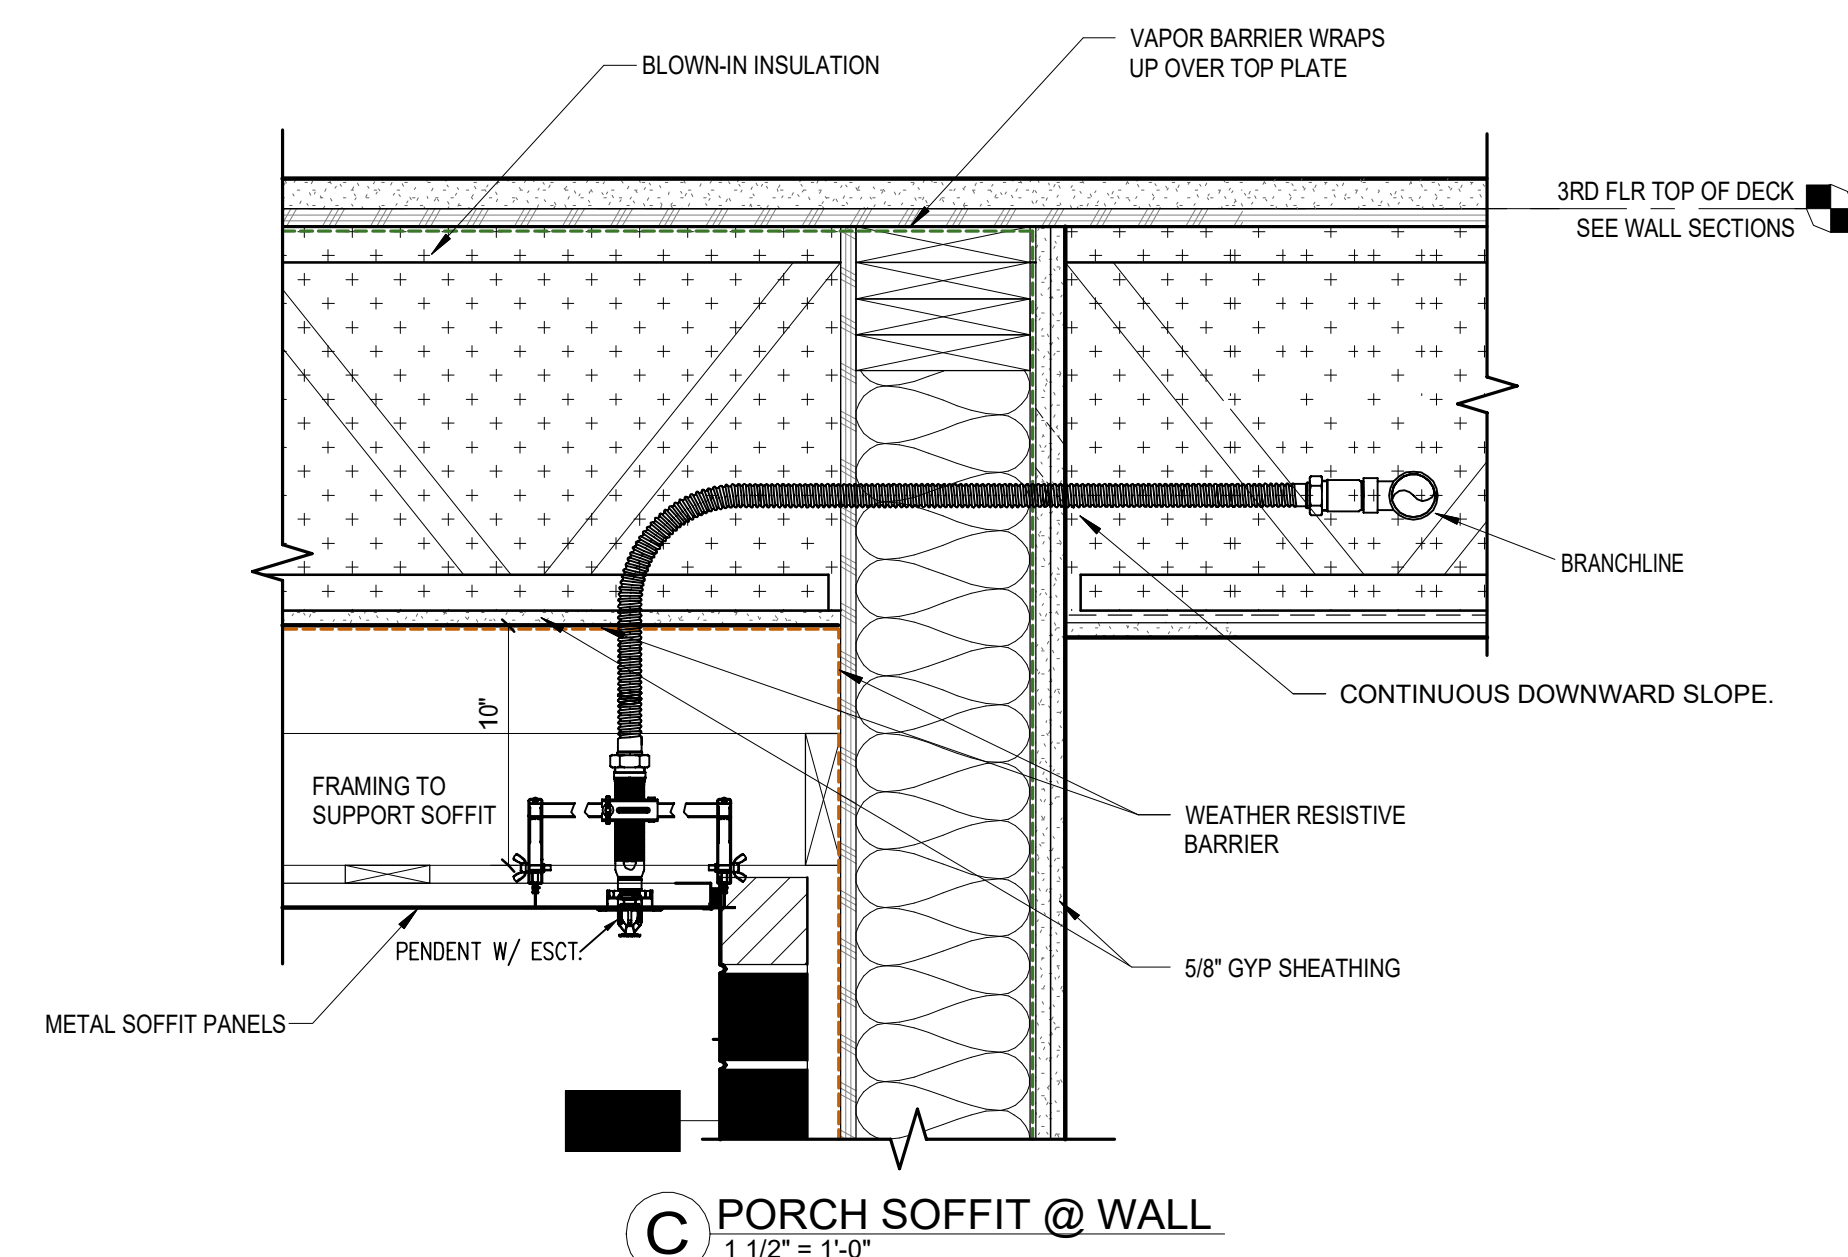 VAPOR BARRIER WRAPS
UP OVER TOP PLATE
BLOWN-IN INSULATION
3RD FLR TOP OF DECK
SEE WALL SECTIONS
BRANCHLINE
CONTINUOUS DOWNWARD SLOPE.
10"
FRAMING TO
SUPPORT SOFFIT
WEATHER RESISTIVE
BARRIER
PENDENT W/ ESCT.
5/8" GYP SHEATHING
METAL SOFFIT PANELS
C PORCH SOFFIT @ WALL
1 1/2" = 1'-0"